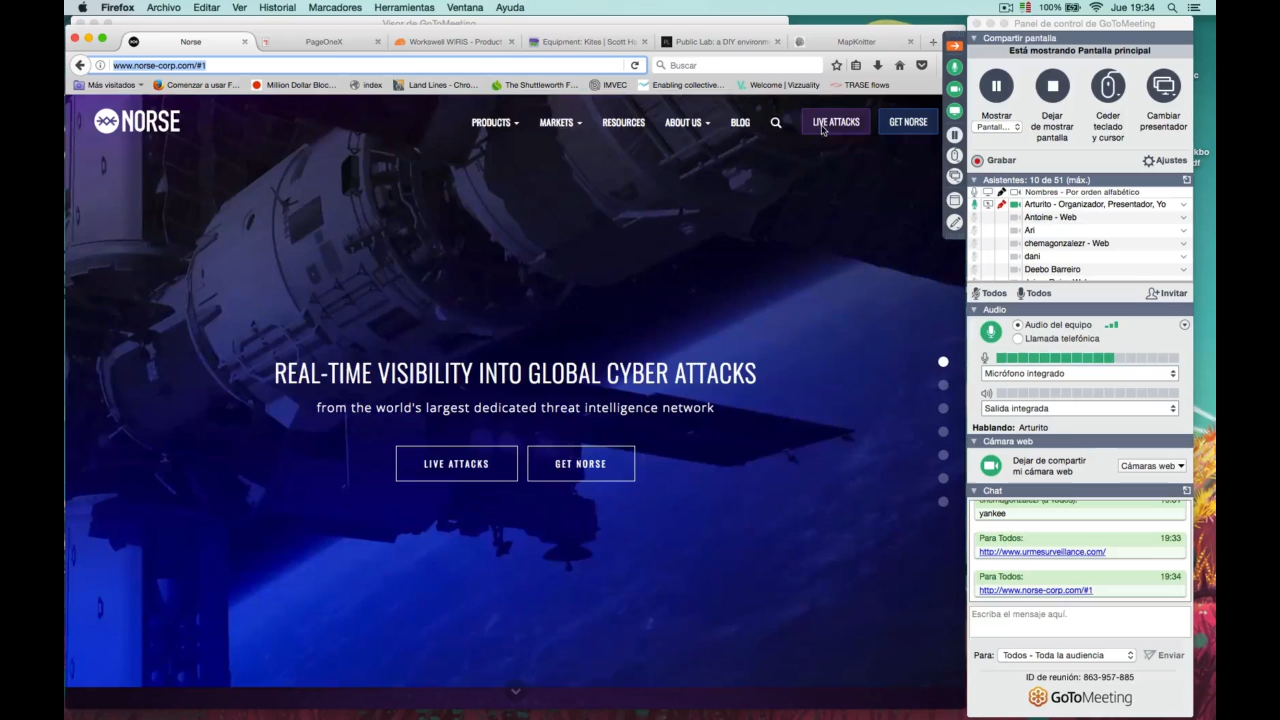 Firefox Archivo Editar Ver Historial Marcadores Herramientas Ventana Ayuda
100% Jue 19:34
Visor de GoToMeeting
Norse
PageOneX
Workswell WIRIS - Product
Equipment: Kites | Scott H
Public Lab: a DIY environm
MapKnitter
www.norse-corp.com/#1
Buscar
Más visitados
Comenzar a usar F...
Million Dollar Bloc...
index
Land Lines - Chro...
The Shuttleworth F...
IMVEC
Enabling collective...
Welcome | Vizzuality
TRASE flows
NORSE
PRODUCTS
MARKETS
RESOURCES
ABOUT US
BLOG
LIVE ATTACKS
GET NORSE
REAL-TIME VISIBILITY INTO GLOBAL CYBER ATTACKS
from the world's largest dedicated threat intelligence network
LIVE ATTACKS
GET NORSE
Panel de control de GoToMeeting
Compartir pantalla
Está mostrando Pantalla principal
Mostrar
Pantall...
Dejar
de mostrar
pantalla
Ceder
teclado
y cursor
Cambiar
presentador
Grabar
Ajustes
Asistentes: 10 de 51 (máx.)
Nombres - Por orden alfabético
Arturito - Organizador, Presentador, Yo
Antoine - Web
Ari
chemagonzalezr - Web
dani
Deebo Barreiro
Todos
Todos
Invitar
Audio
Audio del equipo
Llamada telefónica
Micrófono integrado
Salida integrada
Hablando: Arturito
Cámara web
Dejar de compartir
mi cámara web
Cámaras web
Chat
chemagonzalezr (a Todos):
yankee
Para Todos: 19:33
http://www.urmesurveillance.com/
Para Todos: 19:34
http://www.norse-corp.com/#1
Escriba el mensaje aquí.
Para: Todos - Toda la audiencia
Enviar
ID de reunión: 863-957-885
GoToMeeting